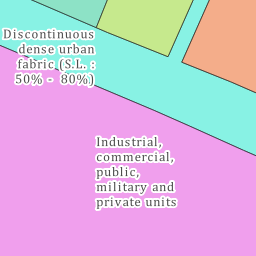 Discontinuous
dense urban
fabric (S.L. :
50% -  80%)
Industrial,
commercial,
public,
military and
private units